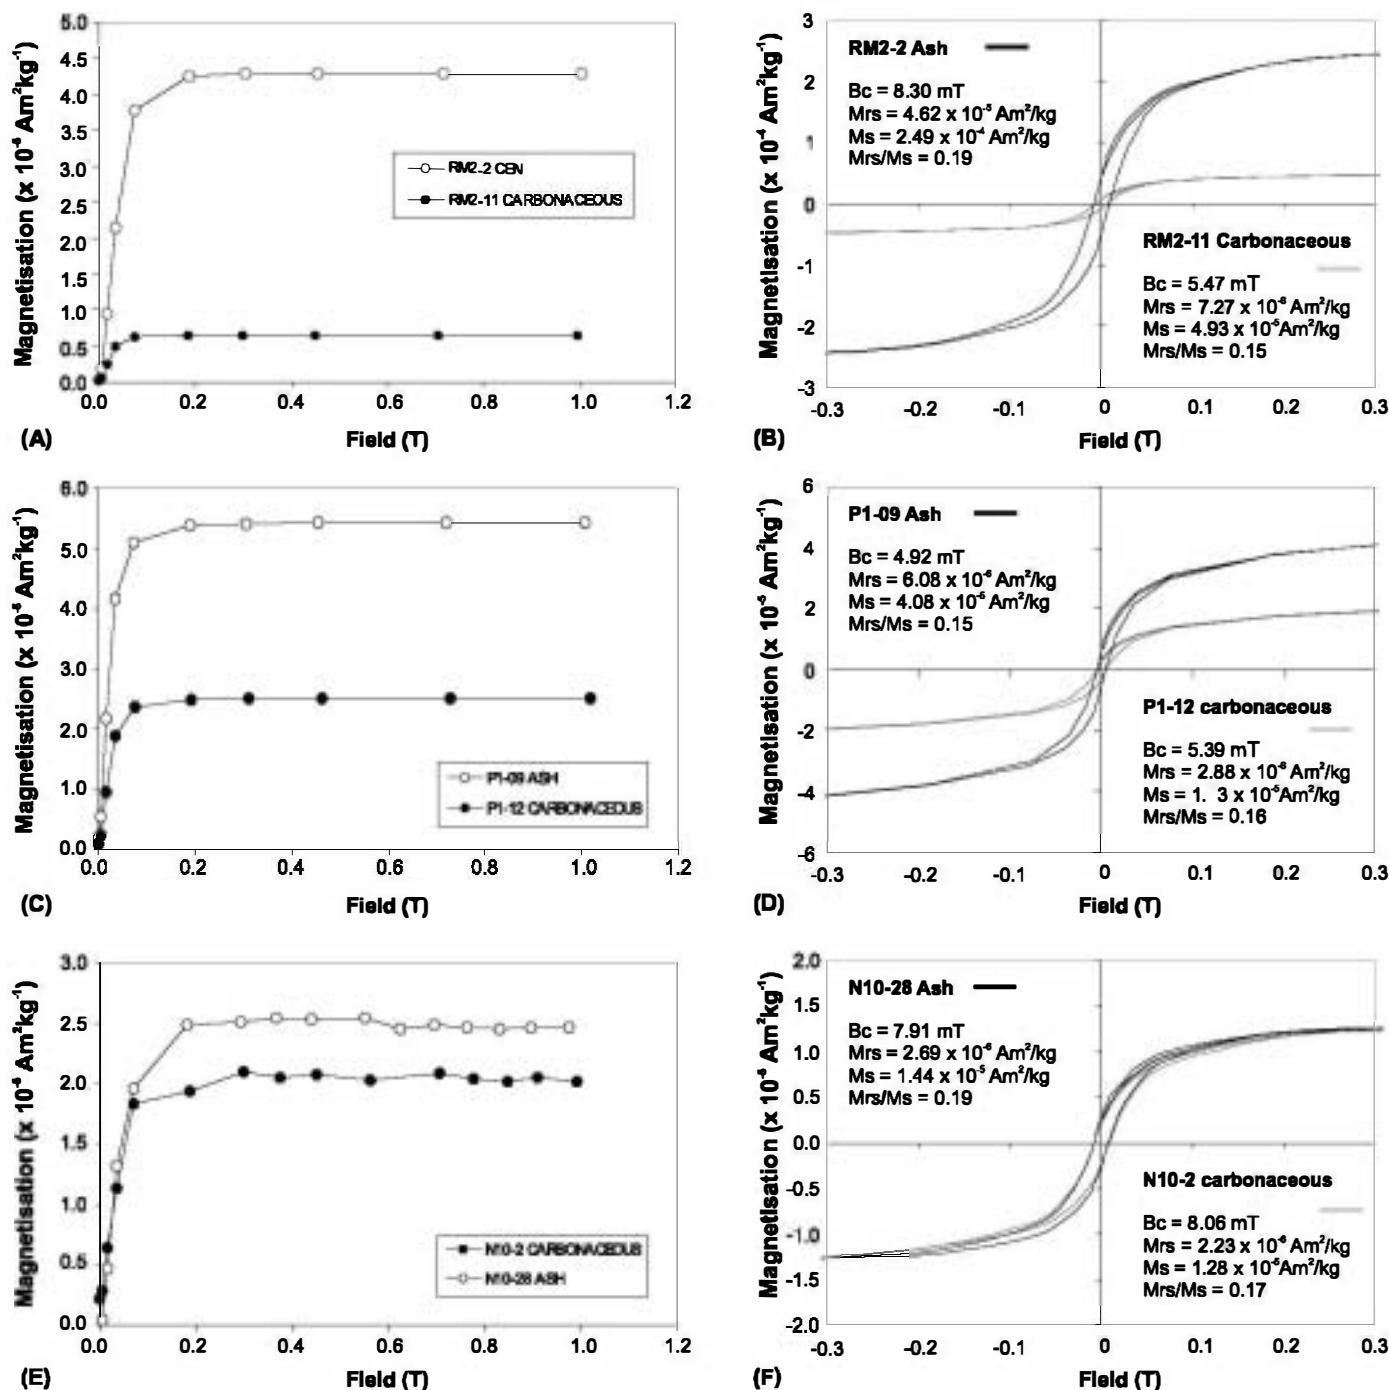 Magnetisation (x 10⁻⁵ Am²kg⁻¹)
5.0
4.5
4.0
3.5
3.0
2.5
2.0
1.5
1.0
0.5
0.0
RM2-2 CEN
RM2-11 CARBONACEOUS
0.0 0.2 0.4 0.6 0.8 1.0 1.2
(A) Field (T)
Magnetisation (x 10⁻⁴ Am²kg⁻¹)
3
2
1
0
-1
-2
-3
RM2-2 Ash
Bc = 8.30 mT
Mrs = 4.62 x 10⁻⁵ Am²/kg
Ms = 2.49 x 10⁻⁴ Am²/kg
Mrs/Ms = 0.19
RM2-11 Carbonaceous
Bc = 5.47 mT
Mrs = 7.27 x 10⁻⁶ Am²/kg
Ms = 4.93 x 10⁻⁵Am²/kg
Mrs/Ms = 0.15
-0.3 -0.2 -0.1 0 0.1 0.2 0.3
(B) Field (T)
Magnetisation (x 10⁻⁶ Am²kg⁻¹)
6.0
5.0
4.0
3.0
2.0
1.0
0.0
P1-09 ASH
P1-12 CARBONACEOUS
0.0 0.2 0.4 0.6 0.8 1.0 1.2
(C) Field (T)
Magnetisation (x 10⁻⁵ Am²kg⁻¹)
6
4
2
0
-2
-4
-6
P1-09 Ash
Bc = 4.92 mT
Mrs = 6.08 x 10⁻⁶ Am²/kg
Ms = 4.08 x 10⁻⁵ Am²/kg
Mrs/Ms = 0.15
P1-12 carbonaceous
Bc = 5.39 mT
Mrs = 2.88 x 10⁻⁶ Am²/kg
Ms = 1. 3 x 10⁻⁵Am²/kg
Mrs/Ms = 0.16
-0.3 -0.2 -0.1 0 0.1 0.2 0.3
(D) Field (T)
Magnetisation (x 10⁻⁶ Am²kg⁻¹)
3.0
2.5
2.0
1.5
1.0
0.5
0.0
N10-2 CARBONACEOUS
N10-28 ASH
0.0 0.2 0.4 0.6 0.8 1.0 1.2
(E) Field (T)
Magnetisation (x 10⁻⁵ Am²kg⁻¹)
2.0
1.5
1.0
0.5
0.0
-0.5
-1.0
-1.5
-2.0
N10-28 Ash
Bc = 7.91 mT
Mrs = 2.69 x 10⁻⁶ Am²/kg
Ms = 1.44 x 10⁻⁵ Am²/kg
Mrs/Ms = 0.19
N10-2 carbonaceous
Bc = 8.06 mT
Mrs = 2.23 x 10⁻⁶ Am²/kg
Ms = 1.28 x 10⁻⁵Am²/kg
Mrs/Ms = 0.17
-0.3 -0.2 -0.1 0 0.1 0.2 0.3
(F) Field (T)